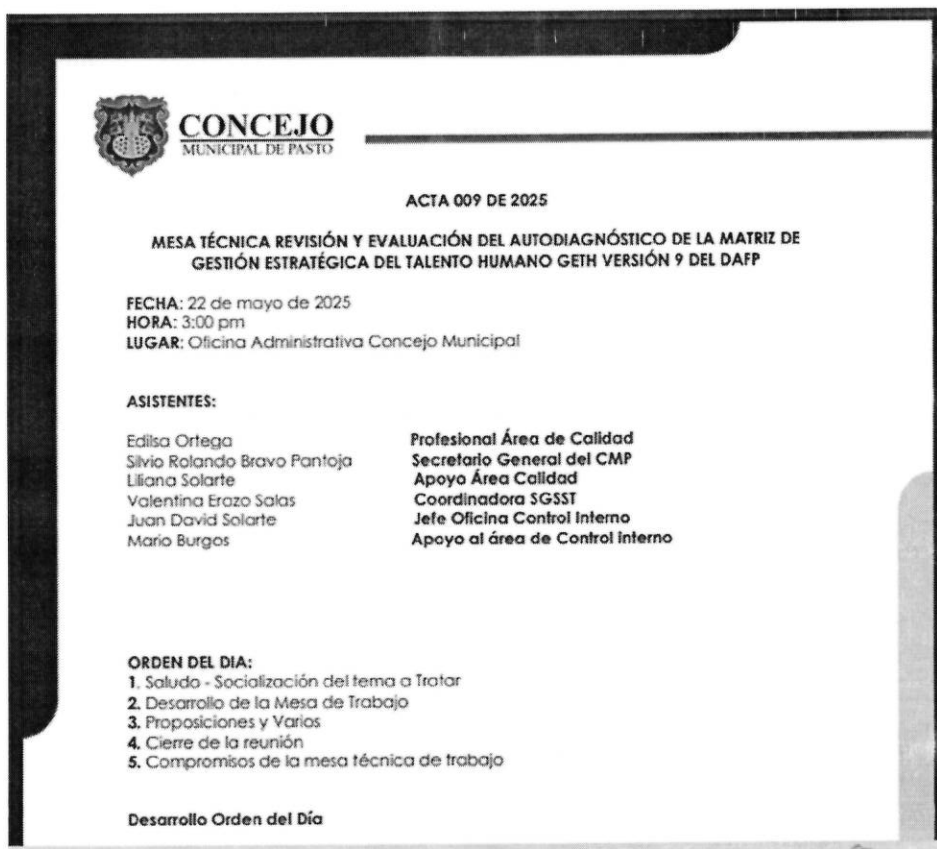 CONCEJO
MUNICIPAL DE PASTO
ACTA 009 DE 2025
MESA TÉCNICA REVISIÓN Y EVALUACIÓN DEL AUTODIAGNÓSTICO DE LA MATRIZ DE
GESTIÓN ESTRATÉGICA DEL TALENTO HUMANO GETH VERSIÓN 9 DEL DAFP
FECHA: 22 de mayo de 2025
HORA: 3:00 pm
LUGAR: Oficina Administrativa Concejo Municipal
ASISTENTES:
Edilsa Ortega Profesional Área de Calidad
Silvio Rolando Bravo Pantoja Secretario General del CMP
Liliana Solarte Apoyo Área Calidad
Valentina Erazo Salas Coordinadora SGSST
Juan David Solarte Jefe Oficina Control Interno
Mario Burgos Apoyo al área de Control Interno
ORDEN DEL DIA:
1. Saludo - Socialización del tema a Tratar
2. Desarrollo de la Mesa de Trabajo
3. Proposiciones y Varios
4. Cierre de la reunión
5. Compromisos de la mesa técnica de trabajo
Desarrollo Orden del Día